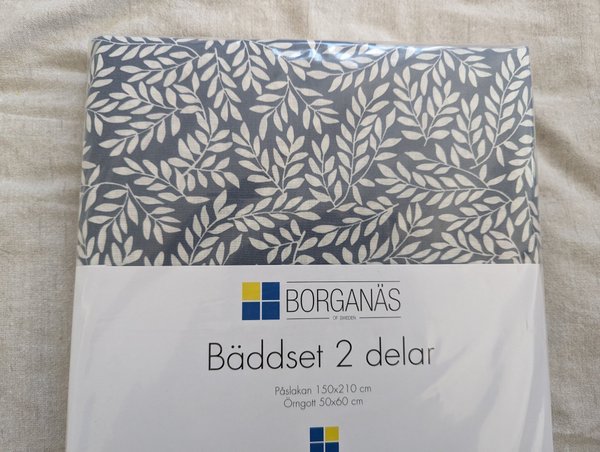 BORGANÄS
OF SWEDEN
Bäddset 2 delar
Påslakan 150x210 cm
Örngott 50x60 cm